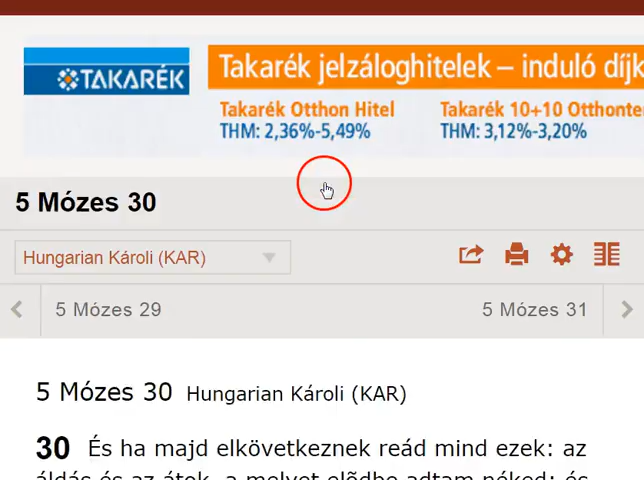 TAKARÉK
Takarék jelzáloghitelek – induló díjk
Takarék Otthon Hitel
THM: 2,36%-5,49%
Takarék 10+10 Otthonter
THM: 3,12%-3,20%
5 Mózes 30
Hungarian Károli (KAR)
5 Mózes 29
5 Mózes 31
5 Mózes 30 Hungarian Károli (KAR)
30 És ha majd elkövetkeznek reád mind ezek: az
áldás és az átok, a melyet elõdbe adtam néked; és